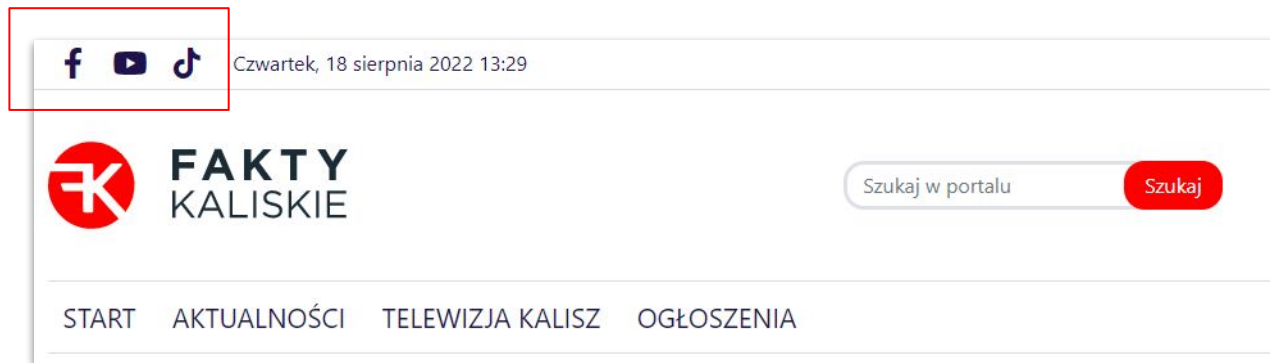 Czwartek, 18 sierpnia 2022 13:29
FAKTY
KALISKIE
Szukaj w portalu Szukaj
START AKTUALNOŚCI TELEWIZJA KALISZ OGŁOSZENIA